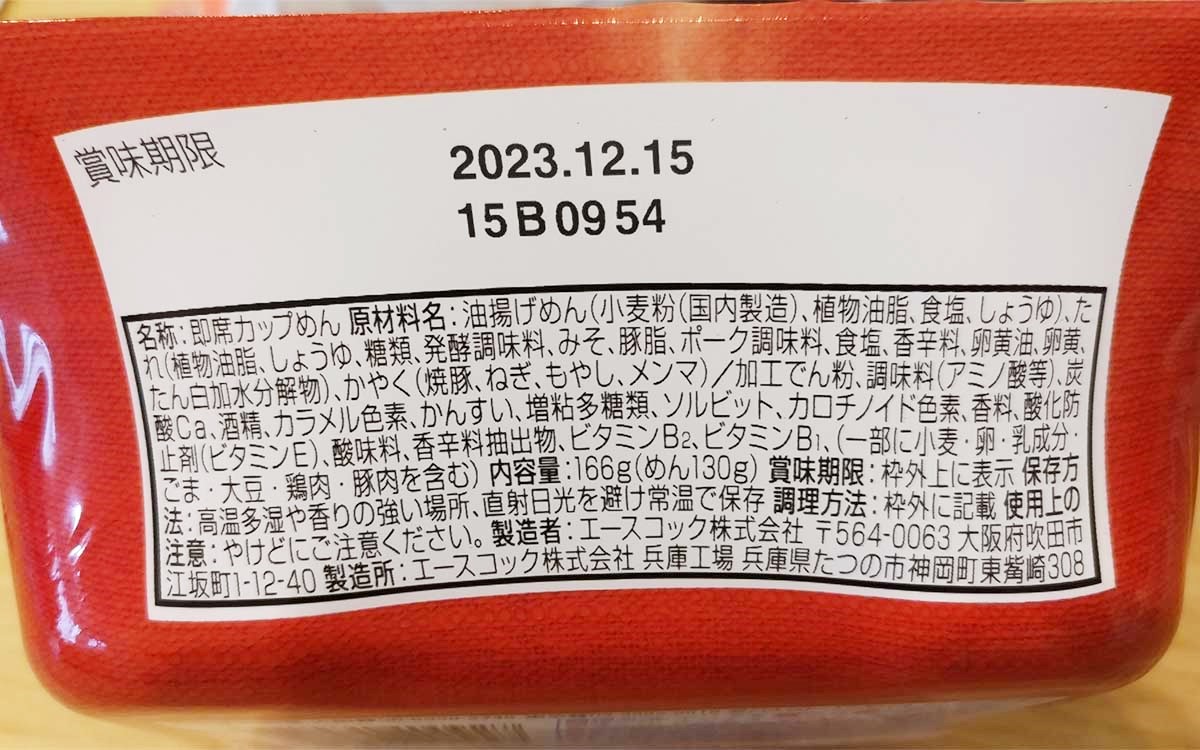 賞味期限
2023.12.15
15B0954
名称:即席カップめん 原材料名:油揚げめん(小麦粉(国内製造)、植物油脂、食塩、しょうゆ)、た
れ(植物油脂、しょうゆ、糖類、発酵調味料、みそ、豚脂、ポーク調味料、食塩、香辛料、卵黄油、卵黄、
たん白加水分解物)、かやく(焼豚、ねぎ、もやし、メンマ)/加工でん粉、調味料(アミノ酸等)、炭
酸Ca、酒精、カラメル色素、かんすい、増粘多糖類、ソルビット、カロチノイド色素、香料、酸化防
止剤(ビタミンE)、酸味料、香辛料抽出物、ビタミンB2、ビタミンB1、(一部に小麦・卵・乳成分・
ごま・大豆・鶏肉・豚肉を含む) 内容量:166g(めん130g) 賞味期限:枠外上に表示 保存方
法:高温多湿や香りの強い場所、直射日光を避け常温で保存 調理方法:枠外に記載 使用上の
注意:やけどにご注意ください。 製造者:エースコック株式会社 〒564-0063 大阪府吹田市
江坂町1-12-40 製造所:エースコック株式会社 兵庫工場 兵庫県たつの市神岡町東觜崎308